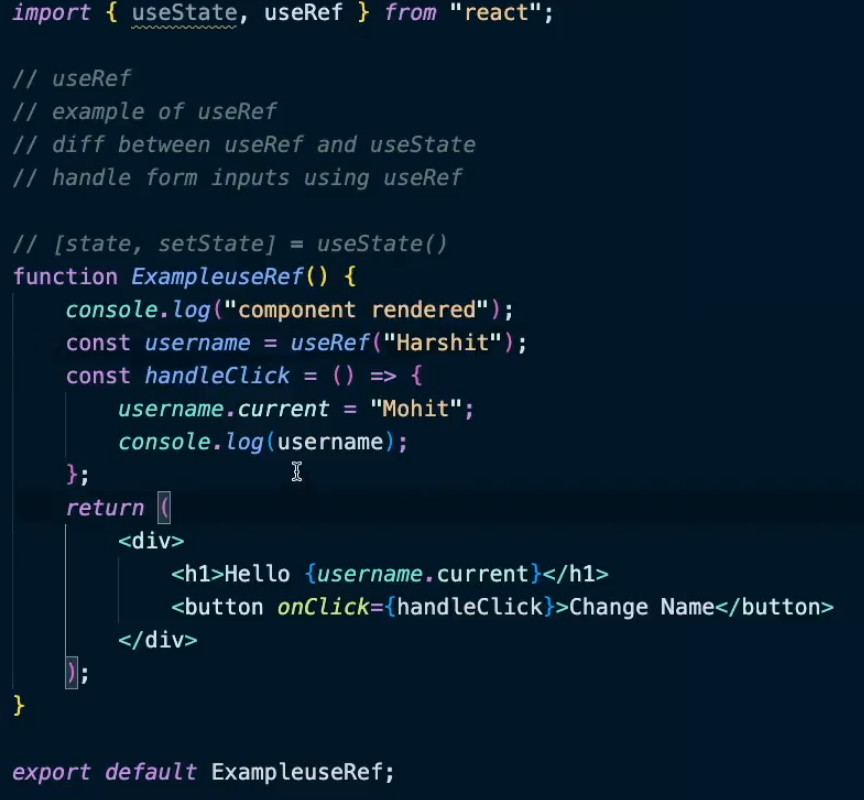 import { useState, useRef } from "react";
// useRef
// example of useRef
// diff between useRef and useState
// handle form inputs using useRef
// [state, setState] = useState()
function ExampleuseRef() {
console.log("component rendered");
const username = useRef("Harshit");
const handleClick = () => {
username.current = "Mohit";
console.log(username);
};
return (
<div>
<h1>Hello {username.current}</h1>
<button onClick={handleClick}>Change Name</button>
</div>
);
}
export default ExampleuseRef;